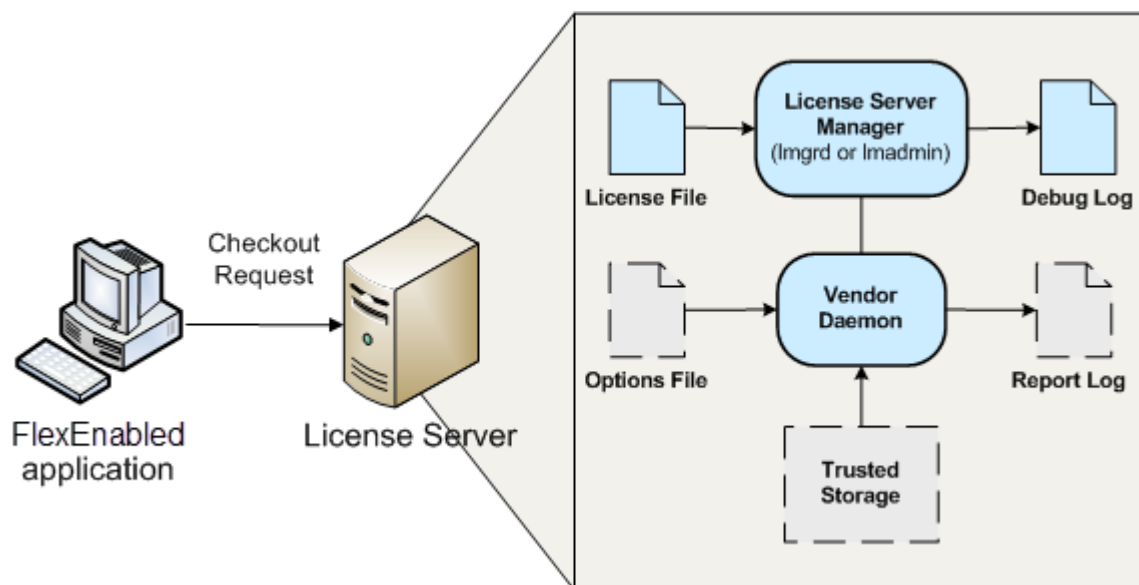 Checkout
Request
FlexEnabled
application
License Server
License File
License Server
Manager
(lmgrd or lmadmin)
Debug Log
Options File
Vendor
Daemon
Report Log
Trusted
Storage